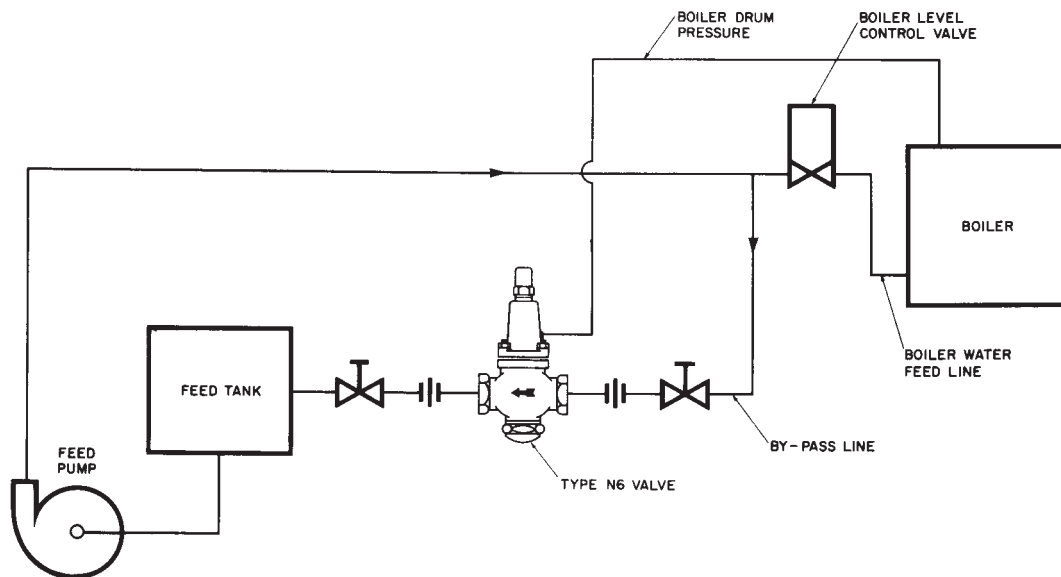 BOILER DRUM
PRESSURE
BOILER LEVEL
CONTROL VALVE
BOILER
BOILER WATER
FEED LINE
FEED TANK
BY-PASS LINE
FEED
PUMP
TYPE N6 VALVE